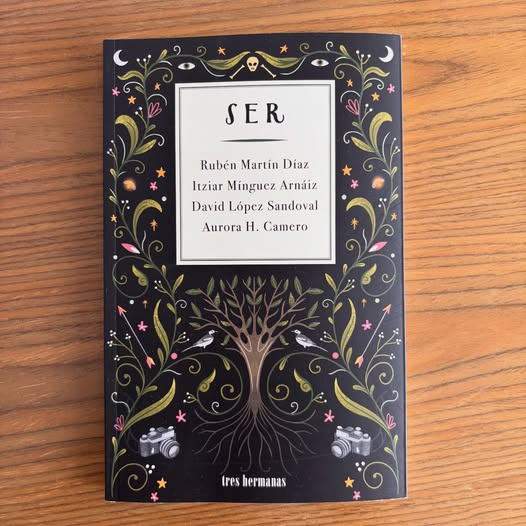 SER
Rubén Martín Díaz
Itziar Mínguez Arnáiz
David López Sandoval
Aurora H. Camero
tres hermanas